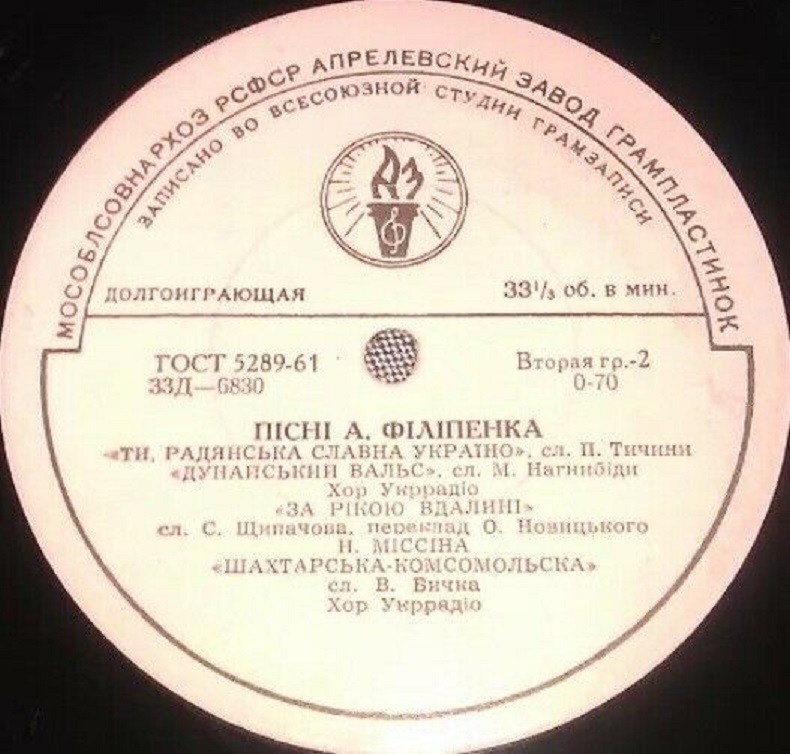 МОСОБЛСОВНАРХОЗ РСФСР АПРЕЛЕВСКИЙ ЗАВОД ГРАМПЛАСТИНОК
ЗАПИСАНО ВО ВСЕСОЮЗНОЙ СТУДИИ ГРАМЗАПИСИ
АЗ
ДОЛГОИГРАЮЩАЯ 33⅓ об. в мин.
ГОСТ 5289-61 Вторая гр.-2
33Д—6830 0-70
ПІСНІ А. ФІЛІПЕНКА
«ТИ, РАДЯНСЬКА СЛАВНА УКРАЇНО», сл. П. Тичини
«ДУНАЙСЬКИЙ ВАЛЬС», сл. М. Нагнибіди
Хор Укррадіо
«ЗА РІКОЮ ВДАЛИНІ»
сл. С. Щипачова, переклад О. Новицького
Н. МІССІНА
«ШАХТАРСЬКА-КОМСОМОЛЬСКА»
сл. В. Бичка
Хор Укррадіо